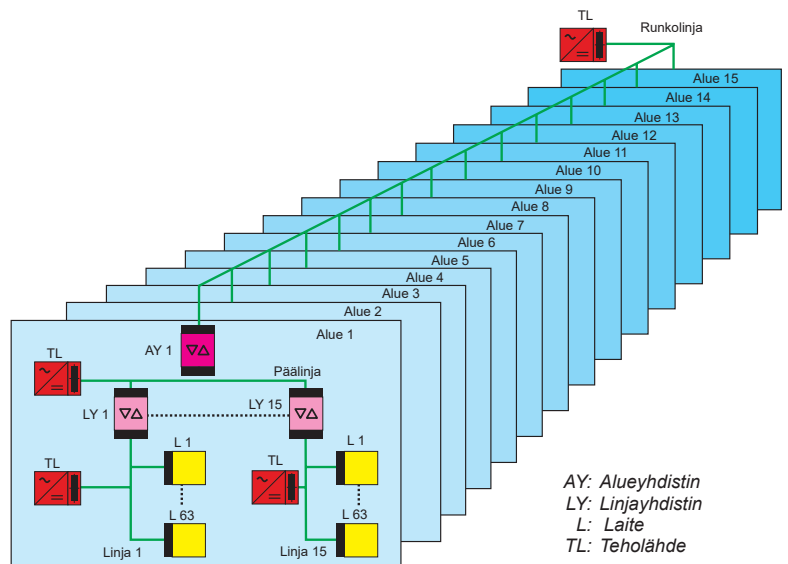 TL
Runkolinja
Alue 15
Alue 14
Alue 13
Alue 12
Alue 11
Alue 10
Alue 9
Alue 8
Alue 7
Alue 6
Alue 5
Alue 4
Alue 3
Alue 2
Alue 1
AY 1
TL
Päälinja
LY 1
LY 15
L 1
L 1
TL
TL
L 63
L 63
Linja 1
Linja 15
AY: Alueyhdistin
LY: Linjayhdistin
L: Laite
TL: Teholähde